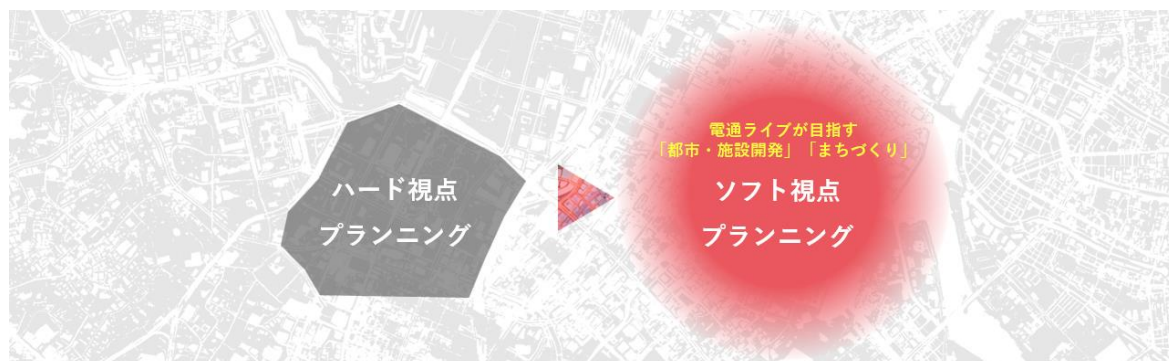 ハード視点
プランニング
電通ライブが目指す
「都市・施設開発」「まちづくり」
ソフト視点
プランニング